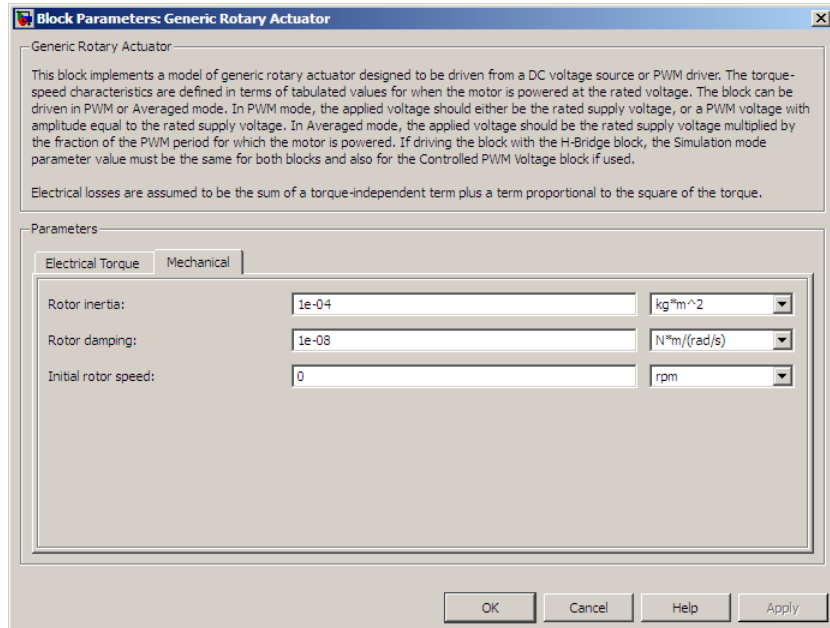 Block Parameters: Generic Rotary Actuator
Generic Rotary Actuator
This block implements a model of generic rotary actuator designed to be driven from a DC voltage source or PWM driver. The torque-
speed characteristics are defined in terms of tabulated values for when the motor is powered at the rated voltage. The block can be
driven in PWM or Averaged mode. In PWM mode, the applied voltage should either be the rated supply voltage, or a PWM voltage with
amplitude equal to the rated supply voltage. In Averaged mode, the applied voltage should be the rated supply voltage multiplied by
the fraction of the PWM period for which the motor is powered. If driving the block with the H-Bridge block, the Simulation mode
parameter value must be the same for both blocks and also for the Controlled PWM Voltage block if used.
Electrical losses are assumed to be the sum of a torque-independent term plus a term proportional to the square of the torque.
Parameters
Electrical Torque Mechanical
Rotor inertia: 1e-04 kg*m^2
Rotor damping: 1e-08 N*m/(rad/s)
Initial rotor speed: 0 rpm
OK Cancel Help Apply